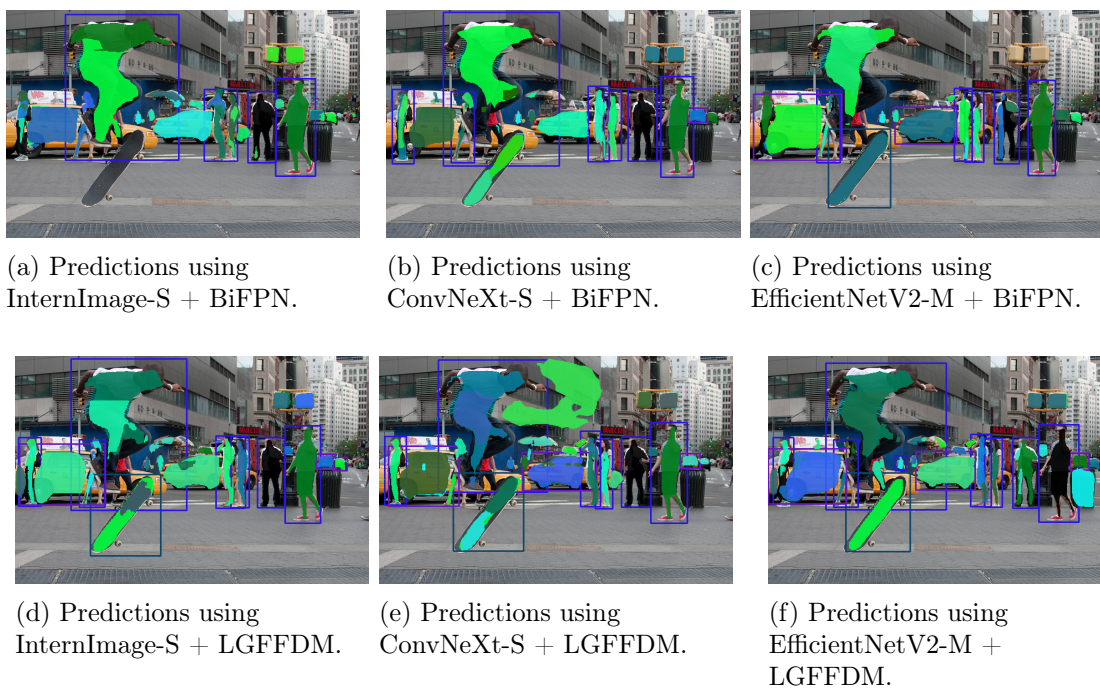 (a) Predictions using
InternImage-S + BiFPN.
(b) Predictions using
ConvNeXt-S + BiFPN.
(c) Predictions using
EfficientNetV2-M + BiFPN.
(d) Predictions using
InternImage-S + LGFFDM.
(e) Predictions using
ConvNeXt-S + LGFFDM.
(f) Predictions using
EfficientNetV2-M +
LGFFDM.